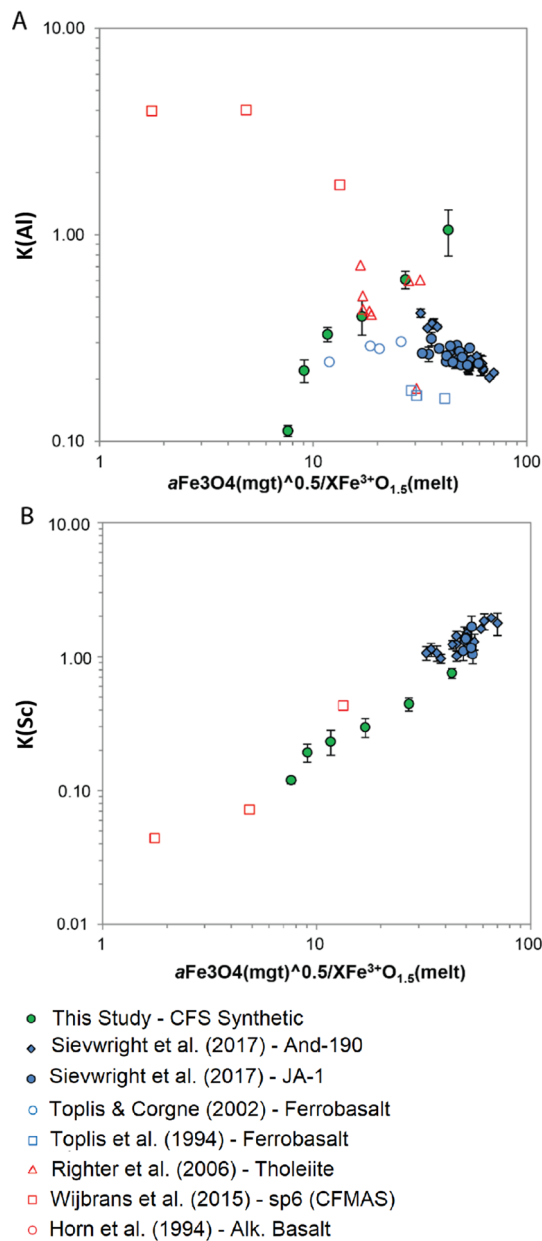 A
10.00
1.00
0.10
K(Al)
1
10
100
aFe3O4(mgt)^0.5/XFe³⁺O₁.₅(melt)
B
10.00
1.00
0.10
0.01
K(Sc)
1
10
100
aFe3O4(mgt)^0.5/XFe³⁺O₁.₅(melt)
This Study - CFS Synthetic
Sievwright et al. (2017) - And-190
Sievwright et al. (2017) - JA-1
Toplis & Corgne (2002) - Ferrobasalt
Toplis et al. (1994) - Ferrobasalt
Righter et al. (2006) - Tholeiite
Wijbrans et al. (2015) - sp6 (CFMAS)
Horn et al. (1994) - Alk. Basalt